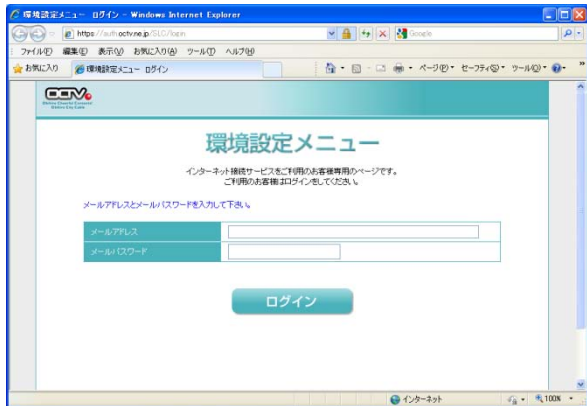 環境設定メニュー ログイン - Windows Internet Explorer
https://auth.octv.ne.jp/SLC/login
Google
ファイル(F) 編集(E) 表示(V) お気に入り(A) ツール(T) ヘルプ(H)
お気に入り 環境設定メニュー ログイン
ページ(P) セーフティ(S) ツール(O)
環境設定メニュー
インターネット接続サービスをご利用のお客様専用のページです。
ご利用のお客様はログインをしてください。
メールアドレスとメールパスワードを入力して下さい。
メールアドレス
メールパスワード
ログイン
インターネット
100%